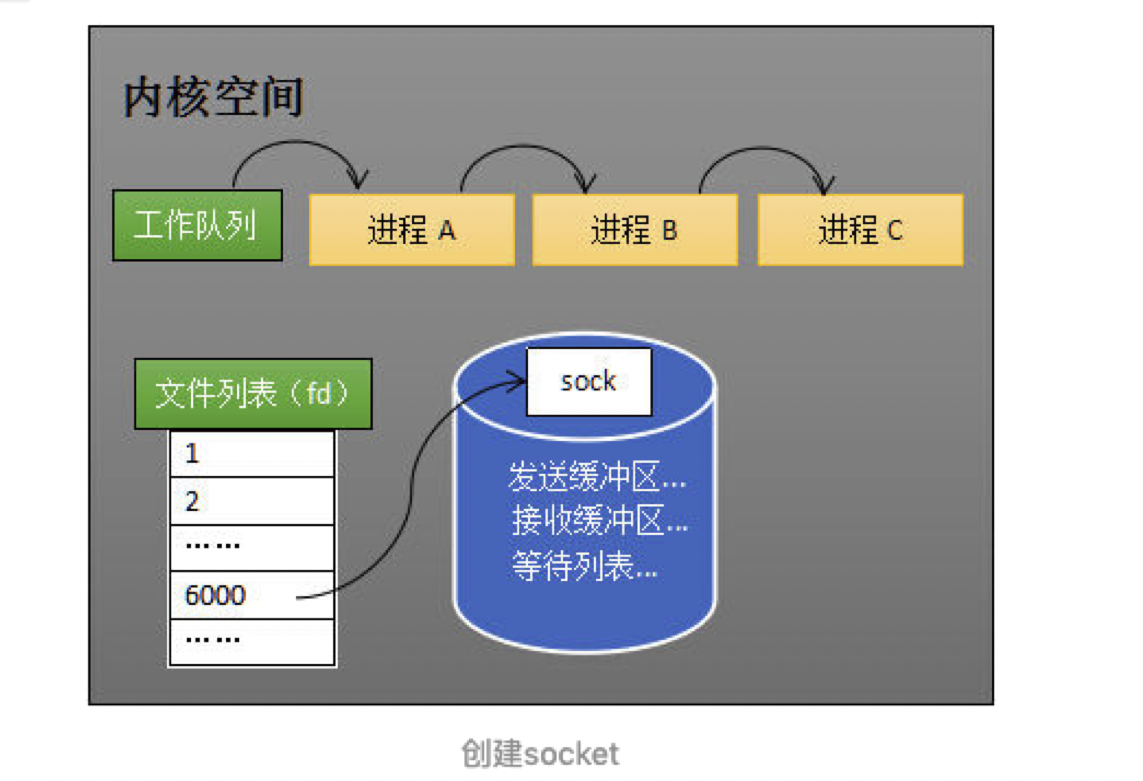 内核空间
工作队列
进程 A
进程 B
进程 C
文件列表（fd）
1
2
……
6000
……
sock
发送缓冲区...
接收缓冲区...
等待列表...
创建socket